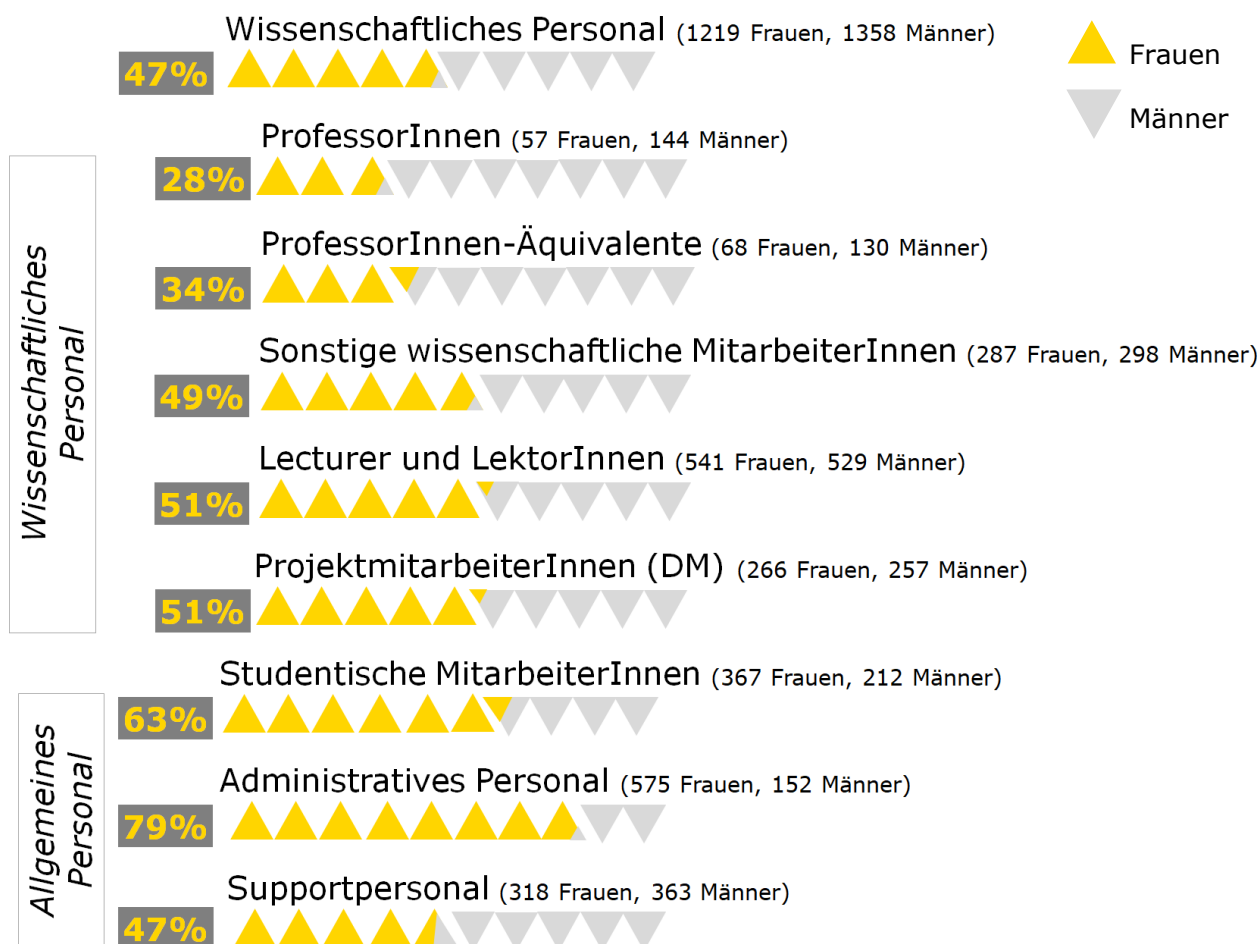 Wissenschaftliches Personal (1219 Frauen, 1358 Männer)
47%
Frauen
Männer
Wissenschaftliches
Personal
ProfessorInnen (57 Frauen, 144 Männer)
28%
ProfessorInnen-Äquivalente (68 Frauen, 130 Männer)
34%
Sonstige wissenschaftliche MitarbeiterInnen (287 Frauen, 298 Männer)
49%
Lecturer und LektorInnen (541 Frauen, 529 Männer)
51%
ProjektmitarbeiterInnen (DM) (266 Frauen, 257 Männer)
51%
Studentische MitarbeiterInnen (367 Frauen, 212 Männer)
63%
Allgemeines
Personal
Administratives Personal (575 Frauen, 152 Männer)
79%
Supportpersonal (318 Frauen, 363 Männer)
47%